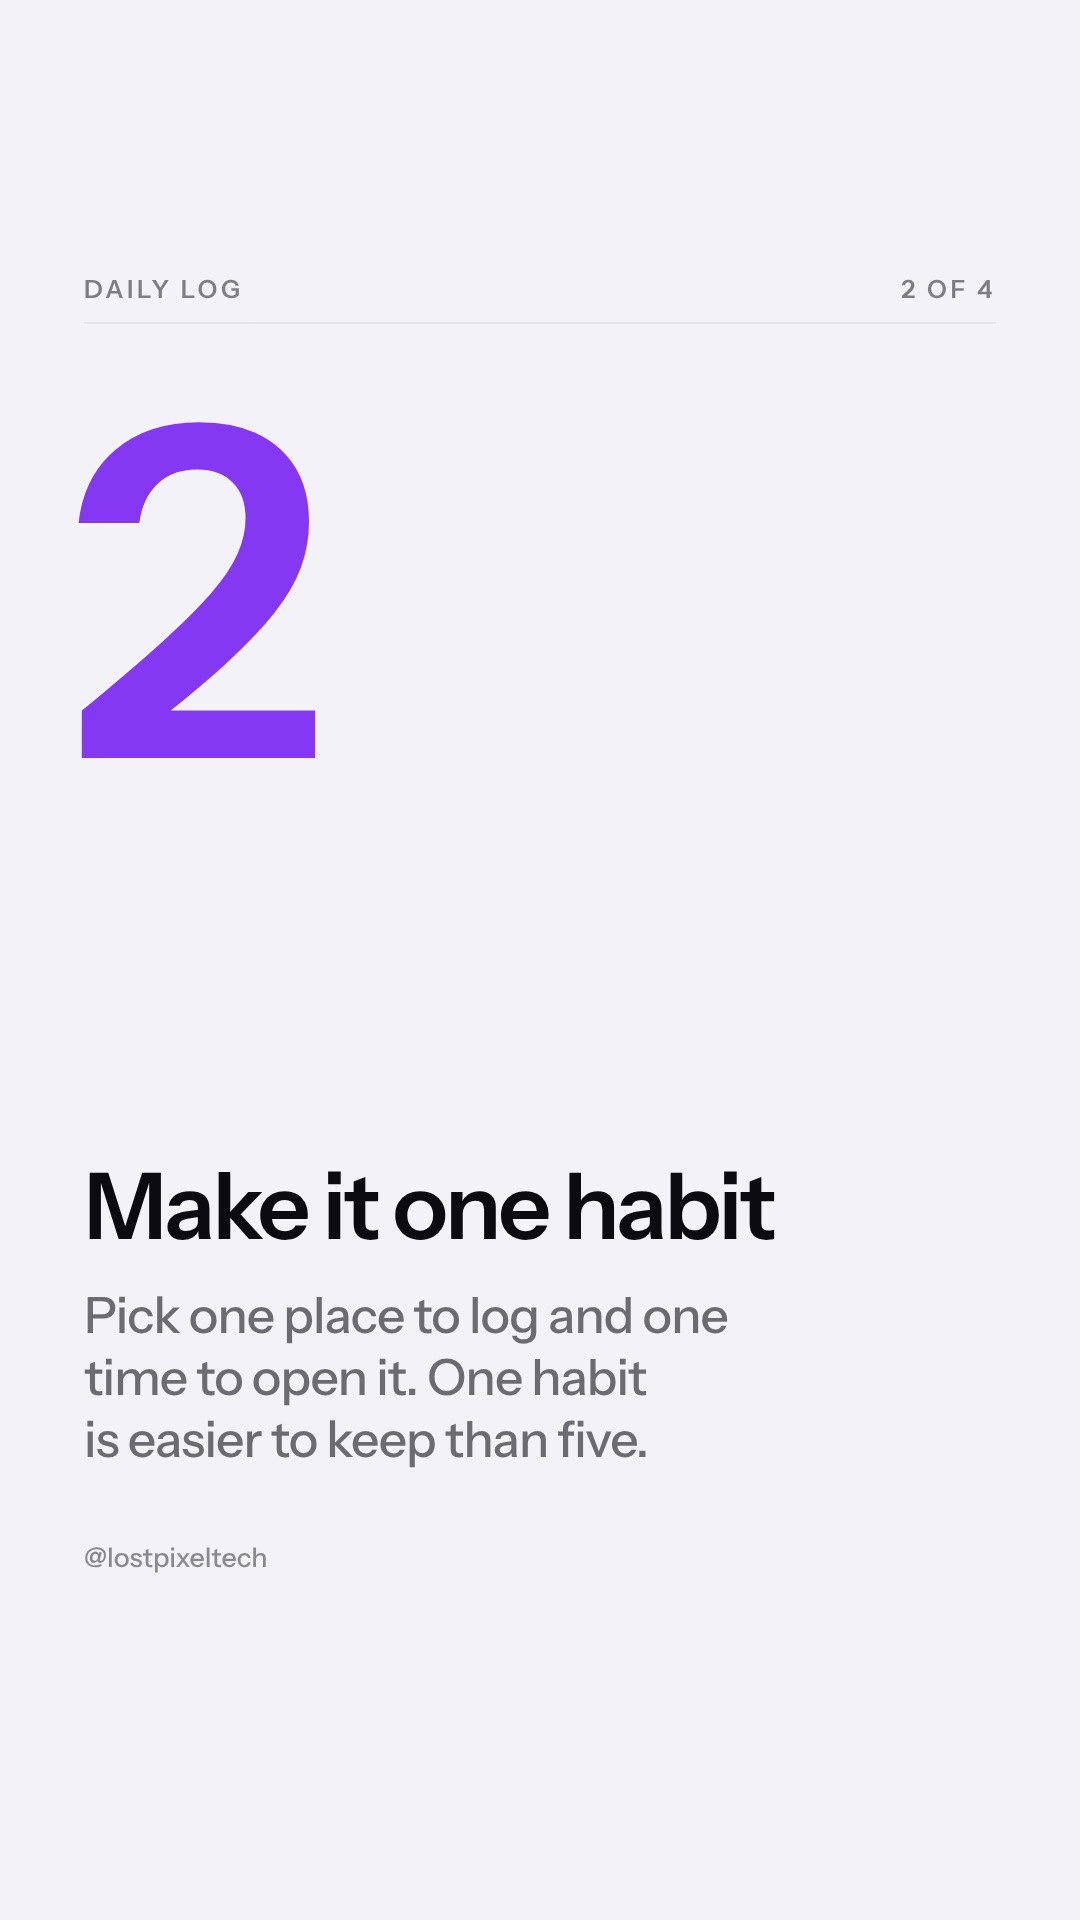 DAILY LOG
2 OF 4
2
Make it one habit
Pick one place to log and one
time to open it. One habit
is easier to keep than five.
@lostpixeltech